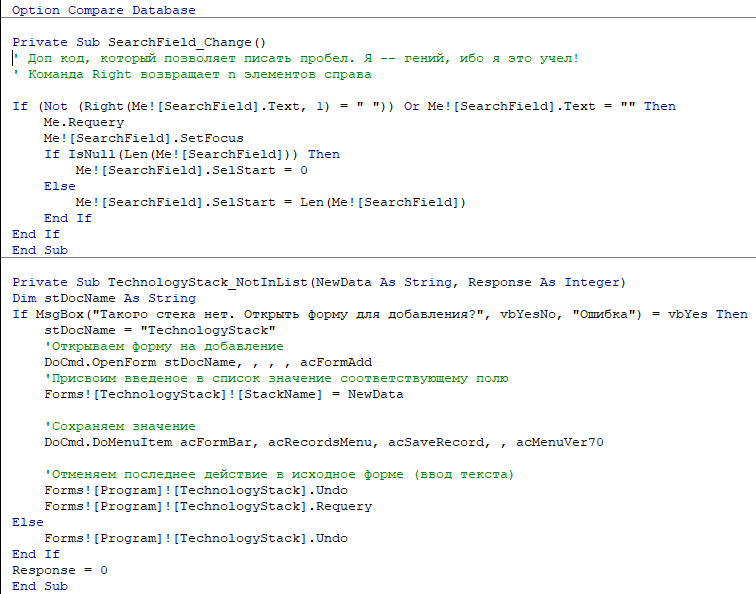 Option Compare Database
Private Sub SearchField_Change()
' Доп код, который позволяет писать пробел. Я -- гений, ибо я это учел!
' Команда Right возвращает n элементов справа
If (Not (Right(Me![SearchField].Text, 1) = " ")) Or Me![SearchField].Text = "" Then
Me.Requery
Me![SearchField].SetFocus
If IsNull(Len(Me![SearchField])) Then
Me![SearchField].SelStart = 0
Else
Me![SearchField].SelStart = Len(Me![SearchField])
End If
End If
End Sub
Private Sub TechnologyStack_NotInList(NewData As String, Response As Integer)
Dim stDocName As String
If MsgBox("Такого стека нет. Открыть форму для добавления?", vbYesNo, "Ошибка") = vbYes Then
stDocName = "TechnologyStack"
'Открываем форму на добавление
DoCmd.OpenForm stDocName, , , , acFormAdd
'Присвоим введеное в список значение соответствующему полю
Forms![TechnologyStack]![StackName] = NewData
'Сохраняем значение
DoCmd.DoMenuItem acFormBar, acRecordsMenu, acSaveRecord, , acMenuVer70
'Отменяем последнее действие в исходное форме (ввод текста)
Forms![Program]![TechnologyStack].Undo
Forms![Program]![TechnologyStack].Requery
Else
Forms![Program]![TechnologyStack].Undo
End If
Response = 0
End Sub